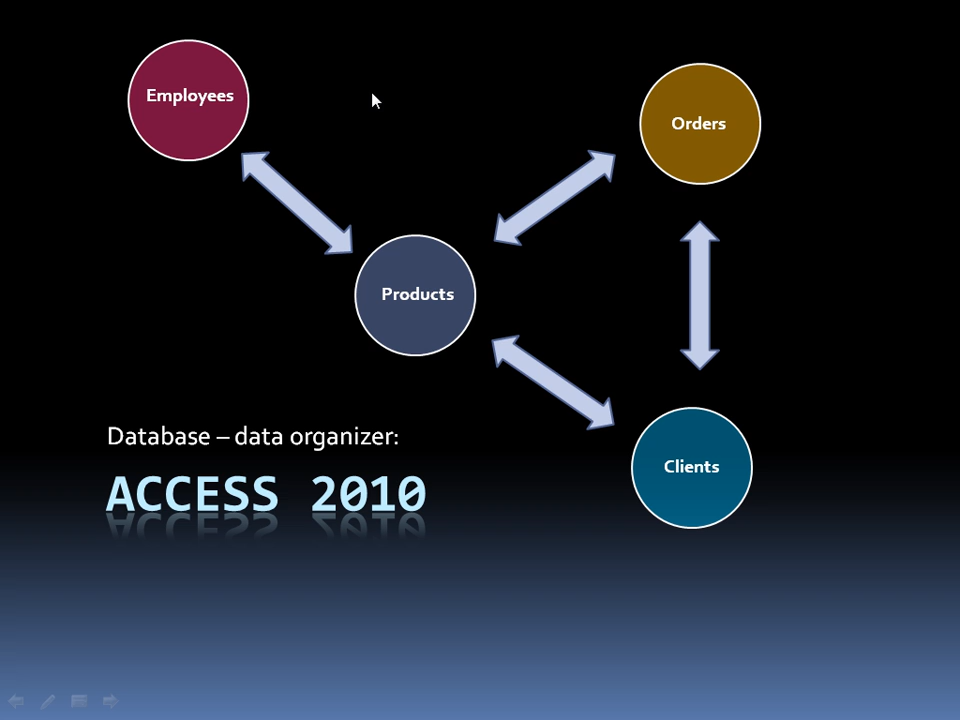 Employees
Orders
Products
Database – data organizer:
Clients
ACCESS 2010